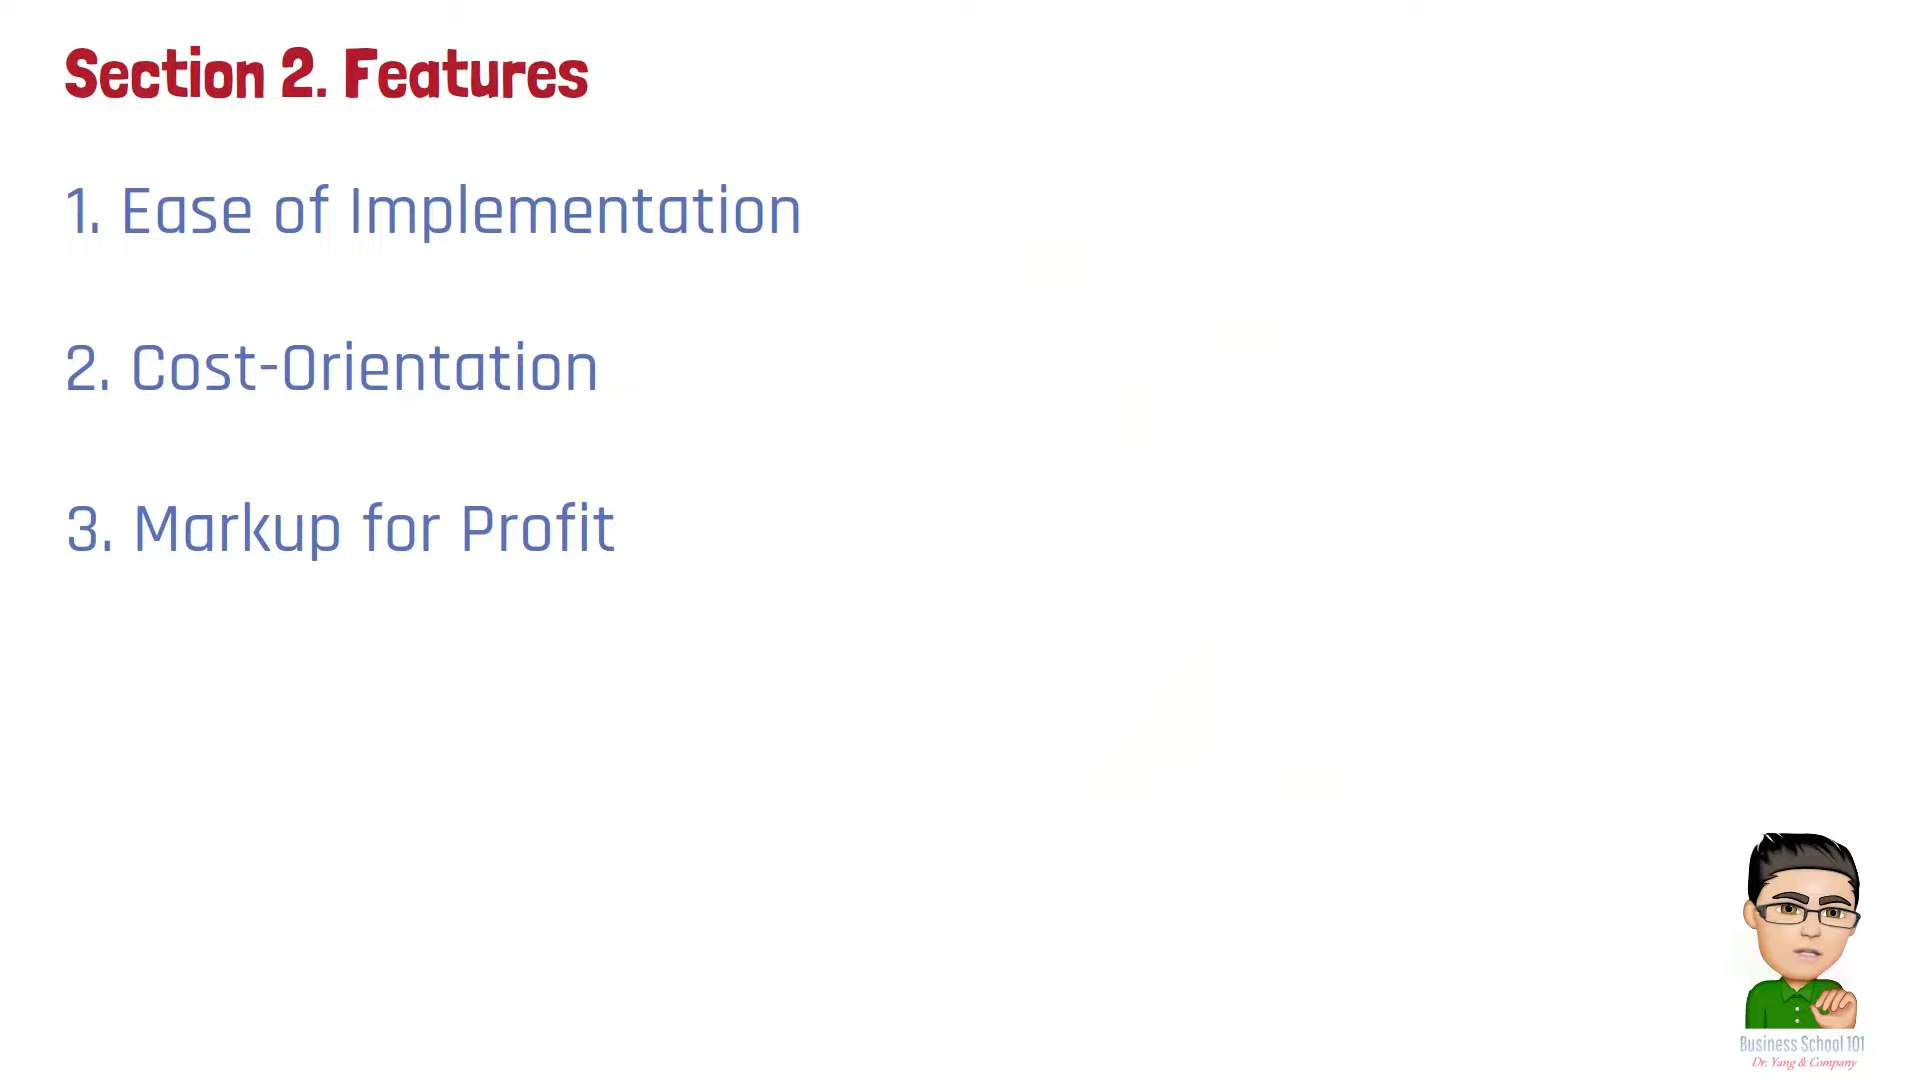 Section 2. Features
1. Ease of Implementation
2. Cost-Orientation
3. Markup for Profit
Business School 101
Dr. Yang & Company